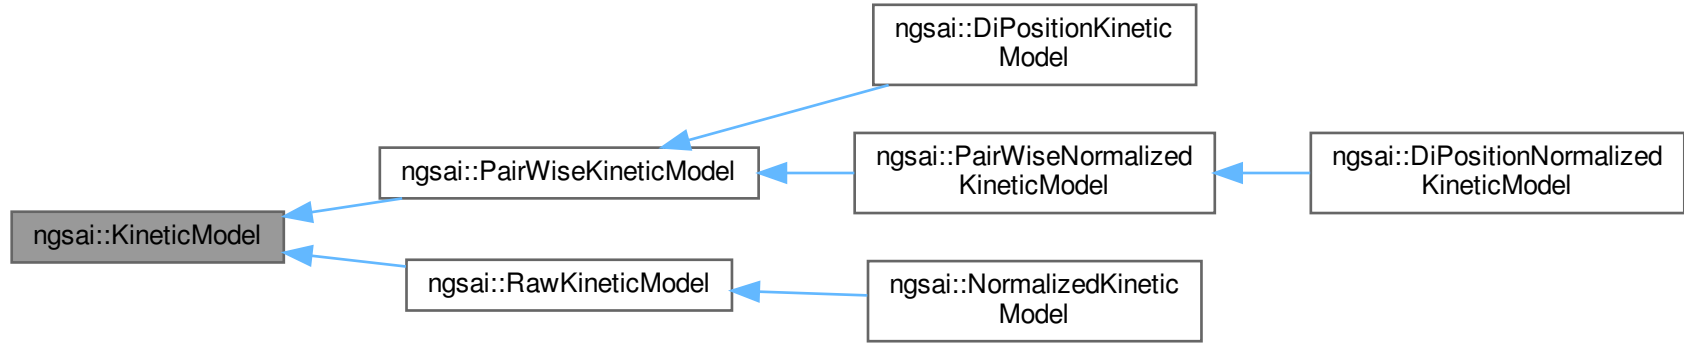 ngsai::DiPositionKinetic
Model
ngsai::PairWiseKineticModel
ngsai::PairWiseNormalized
KineticModel
ngsai::DiPositionNormalized
KineticModel
ngsai::KineticModel
ngsai::RawKineticModel
ngsai::NormalizedKinetic
Model